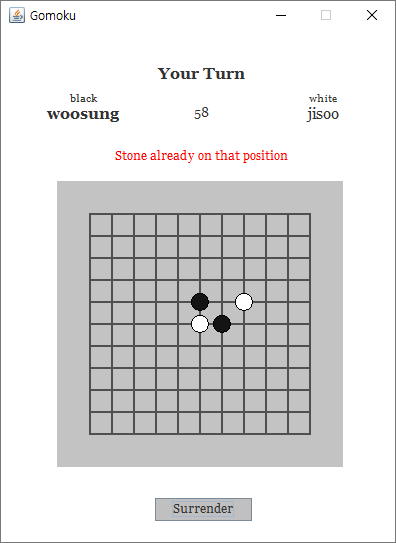 Gomoku
Your Turn
black
woosung
58
white
jisoo
Stone already on that position
Surrender